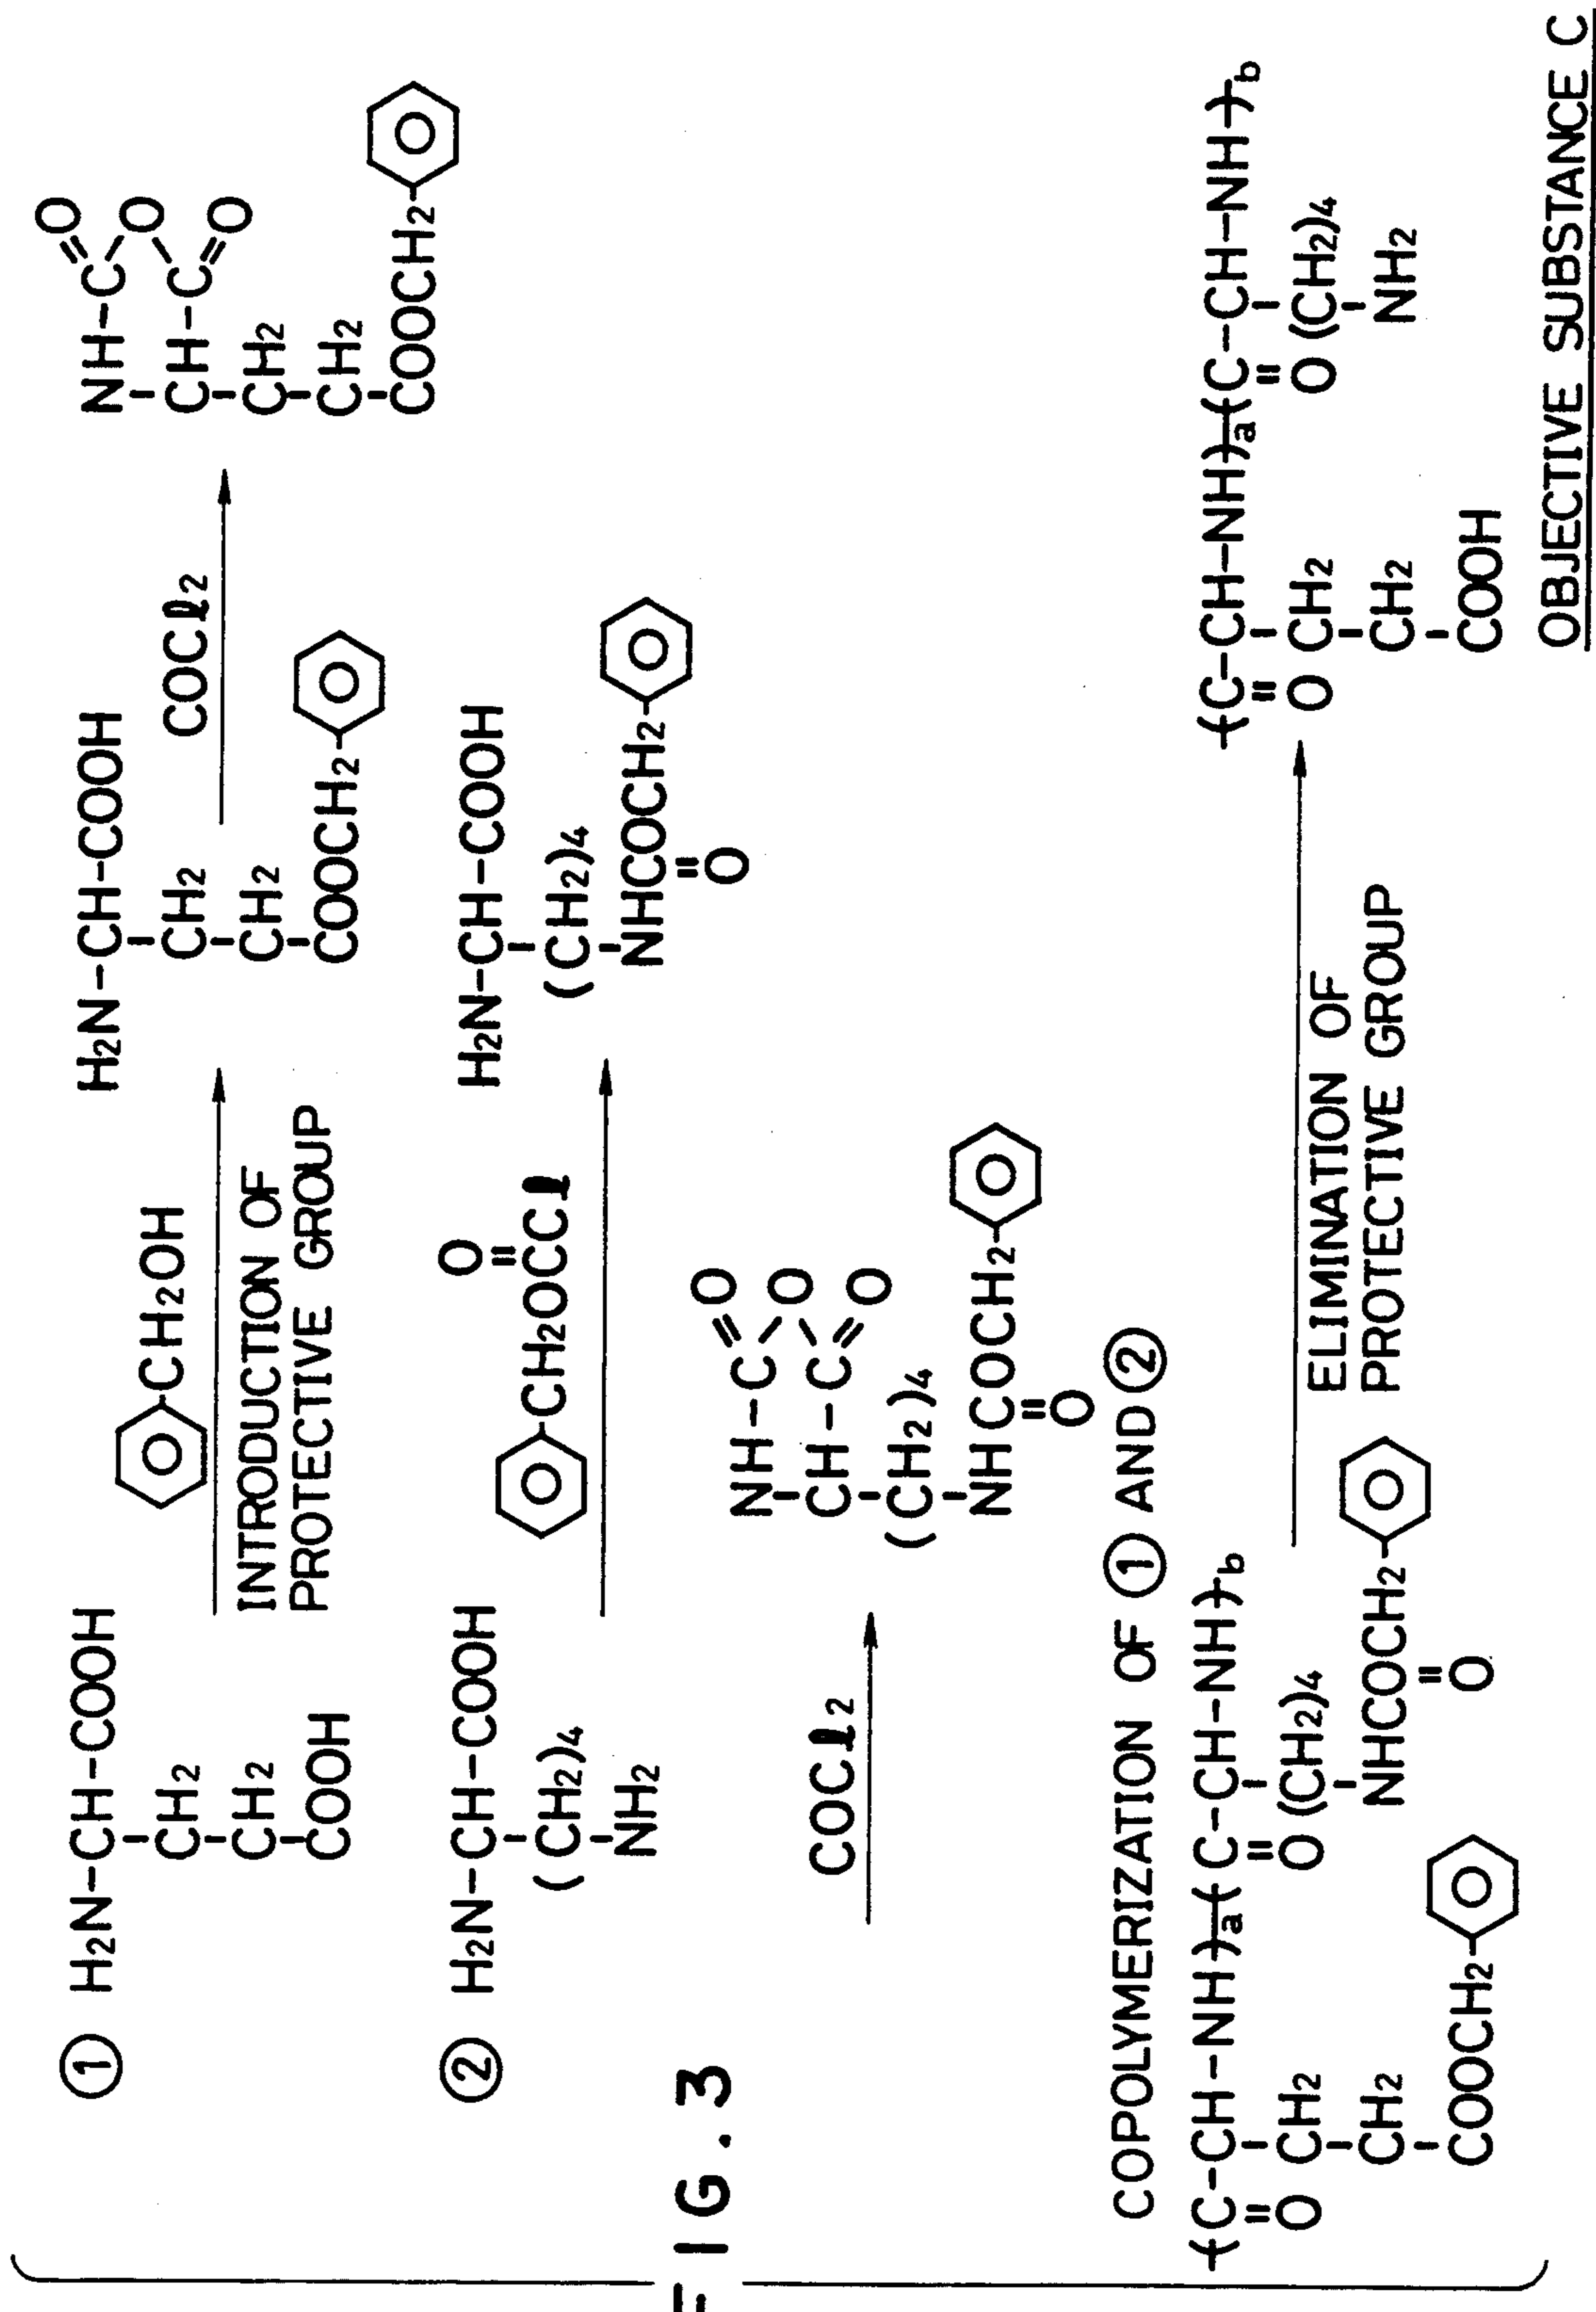 FIG. 3
① H2N-CH-COOH
CH2
CH2
COOH
CH2OH
INTRODUCTION OF
PROTECTIVE GROUP
H2N-CH-COOH
CH2
CH2
COOCH2-
COCl2
NH-C=O
O
CH-C=O
CH2
CH2
COOCH2-
② H2N-CH-COOH
(CH2)4
NH2
O
CH2OCCl
H2N-CH-COOH
(CH2)4
NHCOCH2-
O
COCl2
NH-C=O
O
CH-C=O
(CH2)4
NHCOCH2-
O
COPOLYMERIZATION OF ① AND ②
(C-CH-NH)a(C-CH-NH)b
O CH2 O (CH2)4
CH2 NHCOCH2-
COOCH2- O
ELIMINATION OF
PROTECTIVE GROUP
(C-CH-NH)a(C-CH-NH)b
O CH2 O (CH2)4
CH2 NH2
COOH
OBJECTIVE SUBSTANCE C